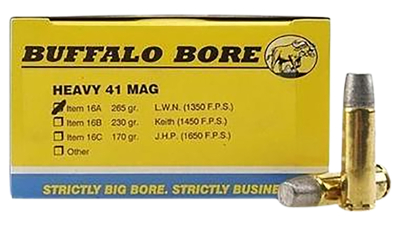 BUFFALO BORE
HEAVY 41 MAG
Item 16A 265 gr. L.W.N. (1350 F.P.S.)
Item 16B 230 gr. Keith (1450 F.P.S.)
Item 16C 170 gr. J.H.P. (1650 F.P.S.)
Other
STRICTLY BIG BORE. STRICTLY BUSINE